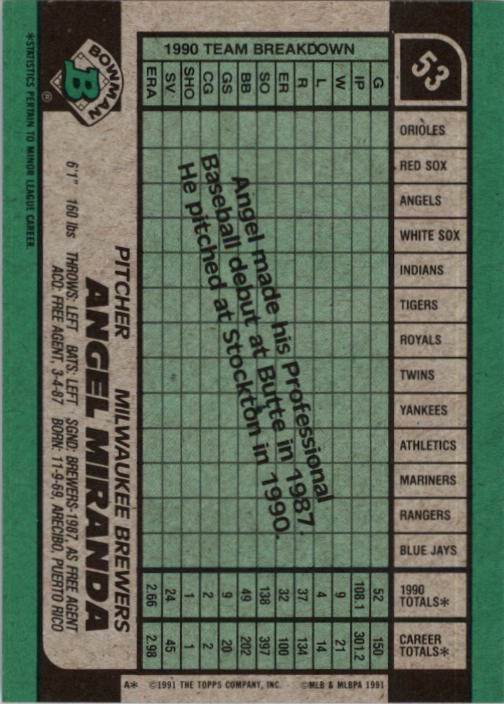 53
BOWMAN
B
®
PITCHER MILWAUKEE BREWERS
ANGEL MIRANDA
6'1" 160 lbs THROWS: LEFT BATS: LEFT SGND: BREWERS-1987, AS FREE AGENT
ACQ: FREE AGENT, 3-4-87 BORN: 11-9-69, ARECIBO, PUERTO RICO
*STATISTICS PERTAIN TO MINOR LEAGUE CAREER.
1990 TEAM BREAKDOWN
ERA SV SHO CG GS BB SO ER R L W IP G
ORIOLES
RED SOX
ANGELS
WHITE SOX
INDIANS
TIGERS
ROYALS
TWINS
YANKEES
ATHLETICS
MARINERS
RANGERS
BLUE JAYS
Angel made his Professional
Baseball debut at Butte in 1987.
He pitched at Stockton in 1990.
2.66 24 1 2 9 49 138 32 37 4 9 108.1 52 1990 TOTALS*
2.98 45 1 2 20 202 397 100 134 14 21 301.2 150 CAREER TOTALS*
A* ©1991 THE TOPPS COMPANY, INC. ©MLB & MLBPA 1991